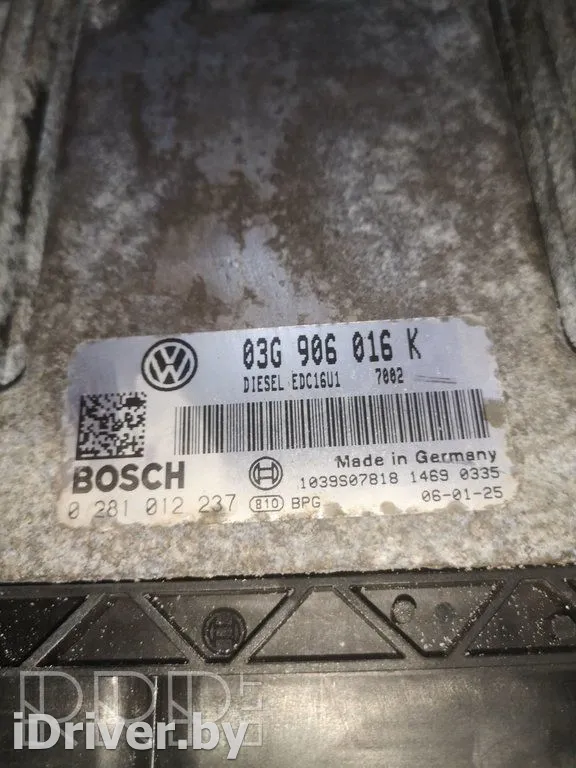 03G 906 016 K
DIESEL EDC16U1 7002
BOSCH
Made in Germany
1039S07818 1469 0335
0 281 012 237 810 BPG 06-01-25
iDriver.by